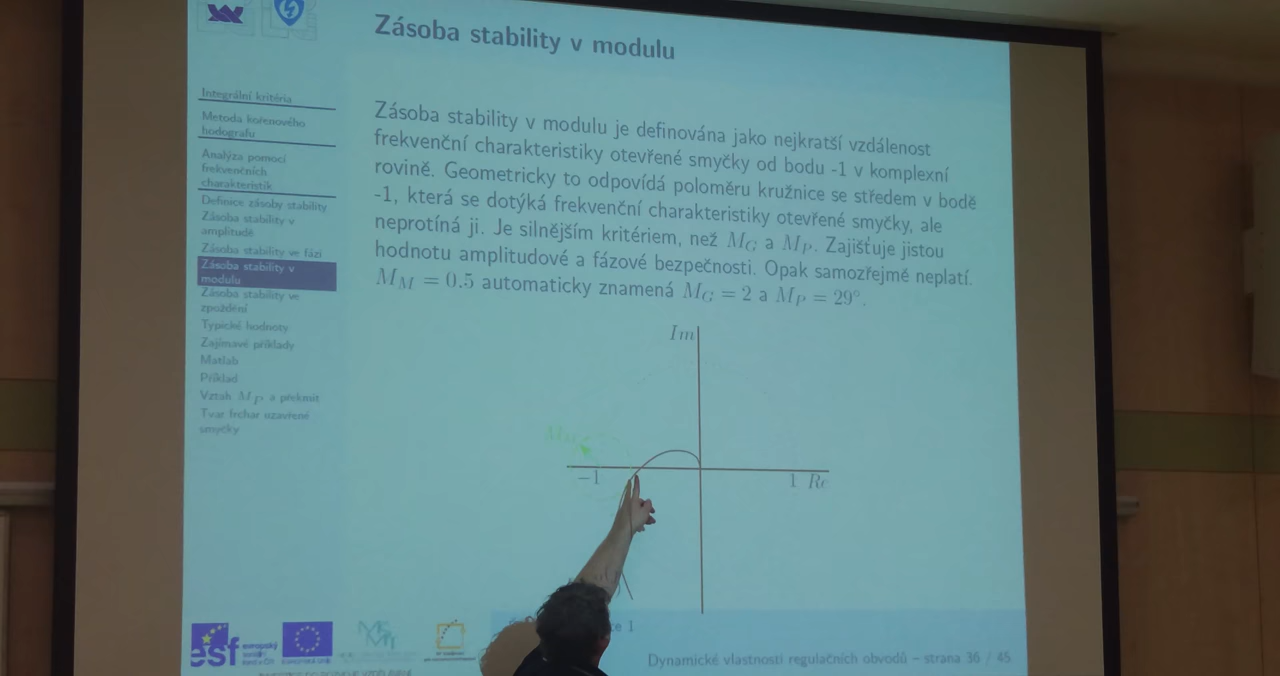 Zásoba stability v modulu
Integrální kritéria
Metoda kořenového
hodografu
Analýza pomocí
frekvenčních
charakteristik
Definice zásoby stability
Zásoba stability v
amplitudě
Zásoba stability ve fázi
Zásoba stability v
modulu
Zásoba stability ve
zpoždění
Typické hodnoty
Zajímavé příklady
Matlab
Příklad
Vztah M_P a překmit
Tvar frchar uzavřené
smyčky
Zásoba stability v modulu je definována jako nejkratší vzdálenost
frekvenční charakteristiky otevřené smyčky od bodu -1 v komplexní
rovině. Geometricky to odpovídá poloměru kružnice se středem v bodě
-1, která se dotýká frekvenční charakteristiky otevřené smyčky, ale
neprotíná ji. Je silnějším kritériem, než M_G a M_P. Zajišťuje jistou
hodnotu amplitudové a fázové bezpečnosti. Opak samozřejmě neplatí.
M_M = 0.5 automaticky znamená M_G = 2 a M_P = 29°.
Im
−1
1 Re
1
esf evropský
Dynamické vlastnosti regulačních obvodů – strana 36 / 45